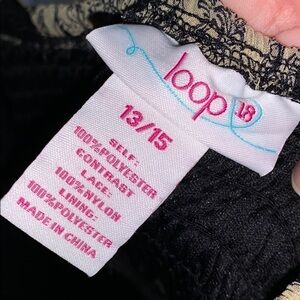 loop 18
13/15
SELF:
100%POLYESTER
CONTRAST
LACE:
100%NYLON
LINING:
100%POLYESTER
MADE IN CHINA